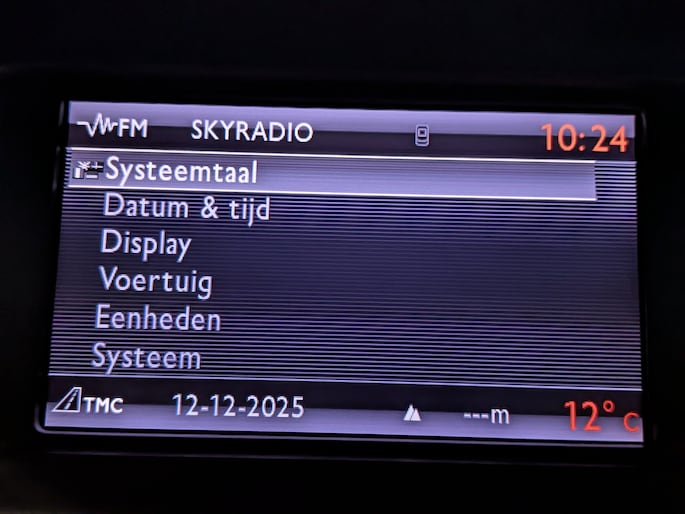 FM SKYRADIO 10:24
Systeemtaal
Datum & tijd
Display
Voertuig
Eenheden
Systeem
TMC 12-12-2025 ---m 12° C